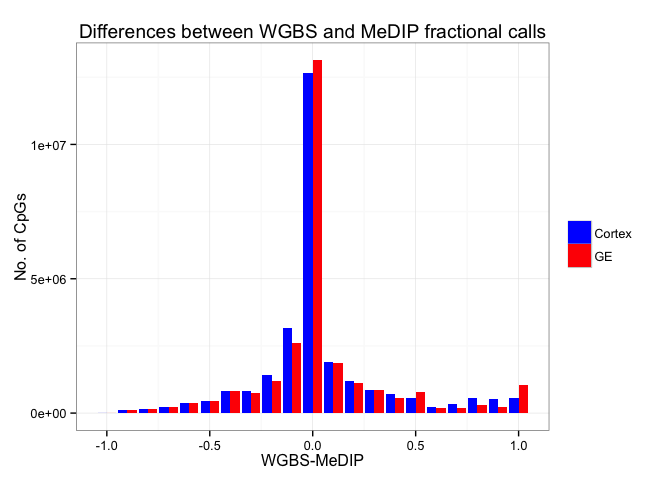 Differences between WGBS and MeDIP fractional calls
No. of CpGs
1e+07
5e+06
0e+00
-1.0 -0.5 0.0 0.5 1.0
WGBS-MeDIP
Cortex
GE